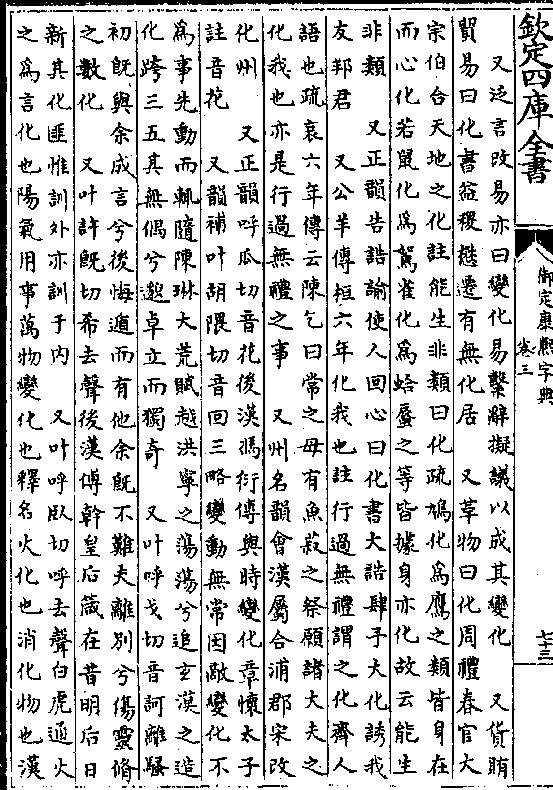 欽定四庫全書
御定康熙字典
卷三
七十三
又泛言改易亦曰變化易繫辭擬議以成其變化　又貨賄
貿易曰化書益稷懋遷有無化居　又革物曰化周禮春官大
宗伯合天地之化註能生非類曰化疏鳩化為鷹之類皆身在
而心化若鼠化為鴽雀化為蛤蜃之等皆據身亦化故云能生
非類　又正韻告誥諭使人回心曰化書大誥肆予大化誘我
友邦君　又公羊傳桓六年化我也註行過無禮謂之化齊人
語也疏哀六年傳云陳乞曰常之母有魚菽之祭願諸大夫之
化我也亦是行過無禮之事　又州名韻會漢屬合浦郡宋改
化州　又正韻呼瓜切音花後漢馮衍傳與時變化章懷太子
註音花　又韻補叶胡隈切音回三略變動無常因敵變化不
為事先動而輒隨陳琳大荒賦越洪寧之蕩蕩兮追玄漠之造
化跨三五其無偶兮邈卓立而獨奇　又叶呼戈切音訶離騷
初既與余成言兮後悔遁而有他余既不難夫離別兮傷靈脩
之數化　又叶許既切希去聲後漢傅幹皇后箴在昔明后日
新其化匪惟訓外亦訓于內　又叶呼臥切呼去聲白虎通火
之為言化也陽氣用事萬物變化也釋名火化也消化物也漢